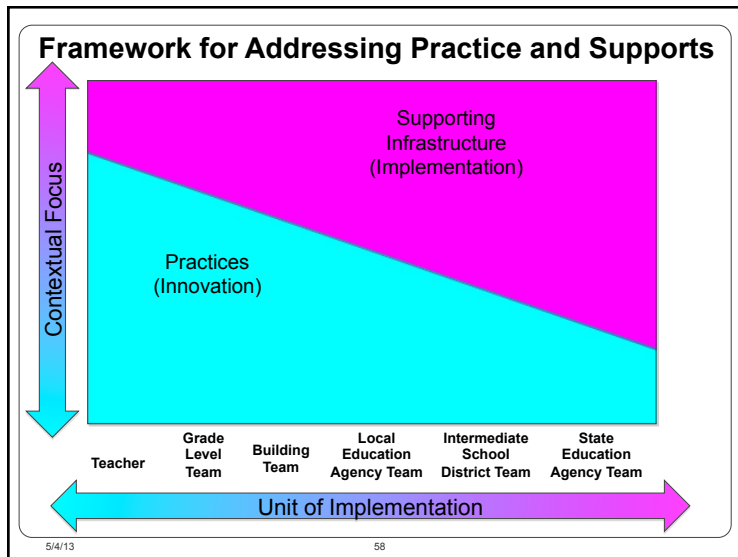 Framework for Addressing Practice and Supports
Contextual Focus
Supporting
Infrastructure
(Implementation)
Practices
(Innovation)
Teacher
Grade
Level
Team
Building
Team
Local
Education
Agency Team
Intermediate
School
District Team
State
Education
Agency Team
Unit of Implementation
5/4/13
58